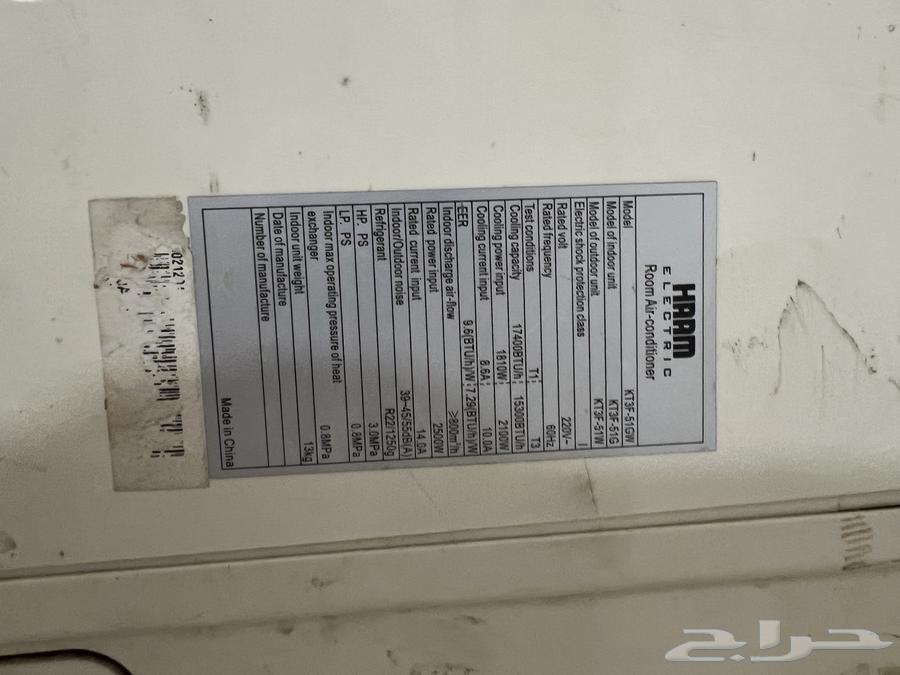 HAAM
ELECTRIC
Room Air-conditioner
Model KT3F-51GW
Model of indoor unit KT3F-51G
Model of outdoor unit KT3F-51W
Electric shock protection class I
Rated volt 220V~
Rated frequency 60Hz
Test conditions T1 T3
Cooling capacity 17400BTU/h 15300BTU/h
Cooling power input 1810W 2100W
Cooling current input 8.6A 10.0A
EER 9.6(BTU/h)/W 7.29(BTU/h)/W
Indoor discharge air-flow >800m³/h
Rated power input 2500W
Rated current input 14.0A
Indoor/Outdoor noise 39~45/55dB(A)
Refrigerant R22/1250g
HP. PS 3.0MPa
LP. PS 0.8MPa
Indoor max operating pressure of heat
exchanger 0.8MPa
Indoor unit weight 13kg
Date of manufacture
Number of manufacture
Made in China
حراج